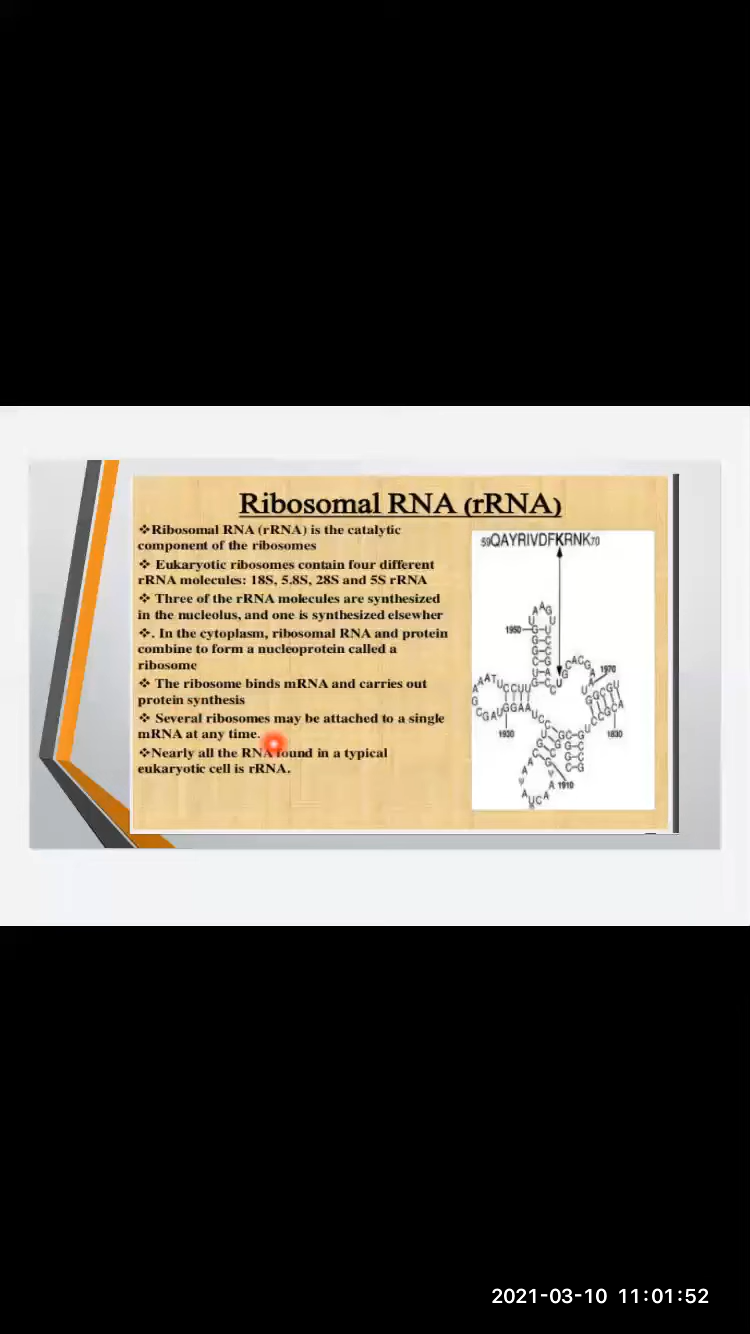 Ribosomal RNA (rRNA)
❖Ribosomal RNA (rRNA) is the catalytic
component of the ribosomes
❖ Eukaryotic ribosomes contain four different
rRNA molecules: 18S, 5.8S, 28S and 5S rRNA
❖ Three of the rRNA molecules are synthesized
in the nucleolus, and one is synthesized elsewher
❖. In the cytoplasm, ribosomal RNA and protein
combine to form a nucleoprotein called a
ribosome
❖ The ribosome binds mRNA and carries out
protein synthesis
❖ Several ribosomes may be attached to a single
mRNA at any time.
❖Nearly all the RNA found in a typical
eukaryotic cell is rRNA.
59QAYRIVDFKRNK70
1950
1970
1930
1830
1910
2021-03-10 11:01:52